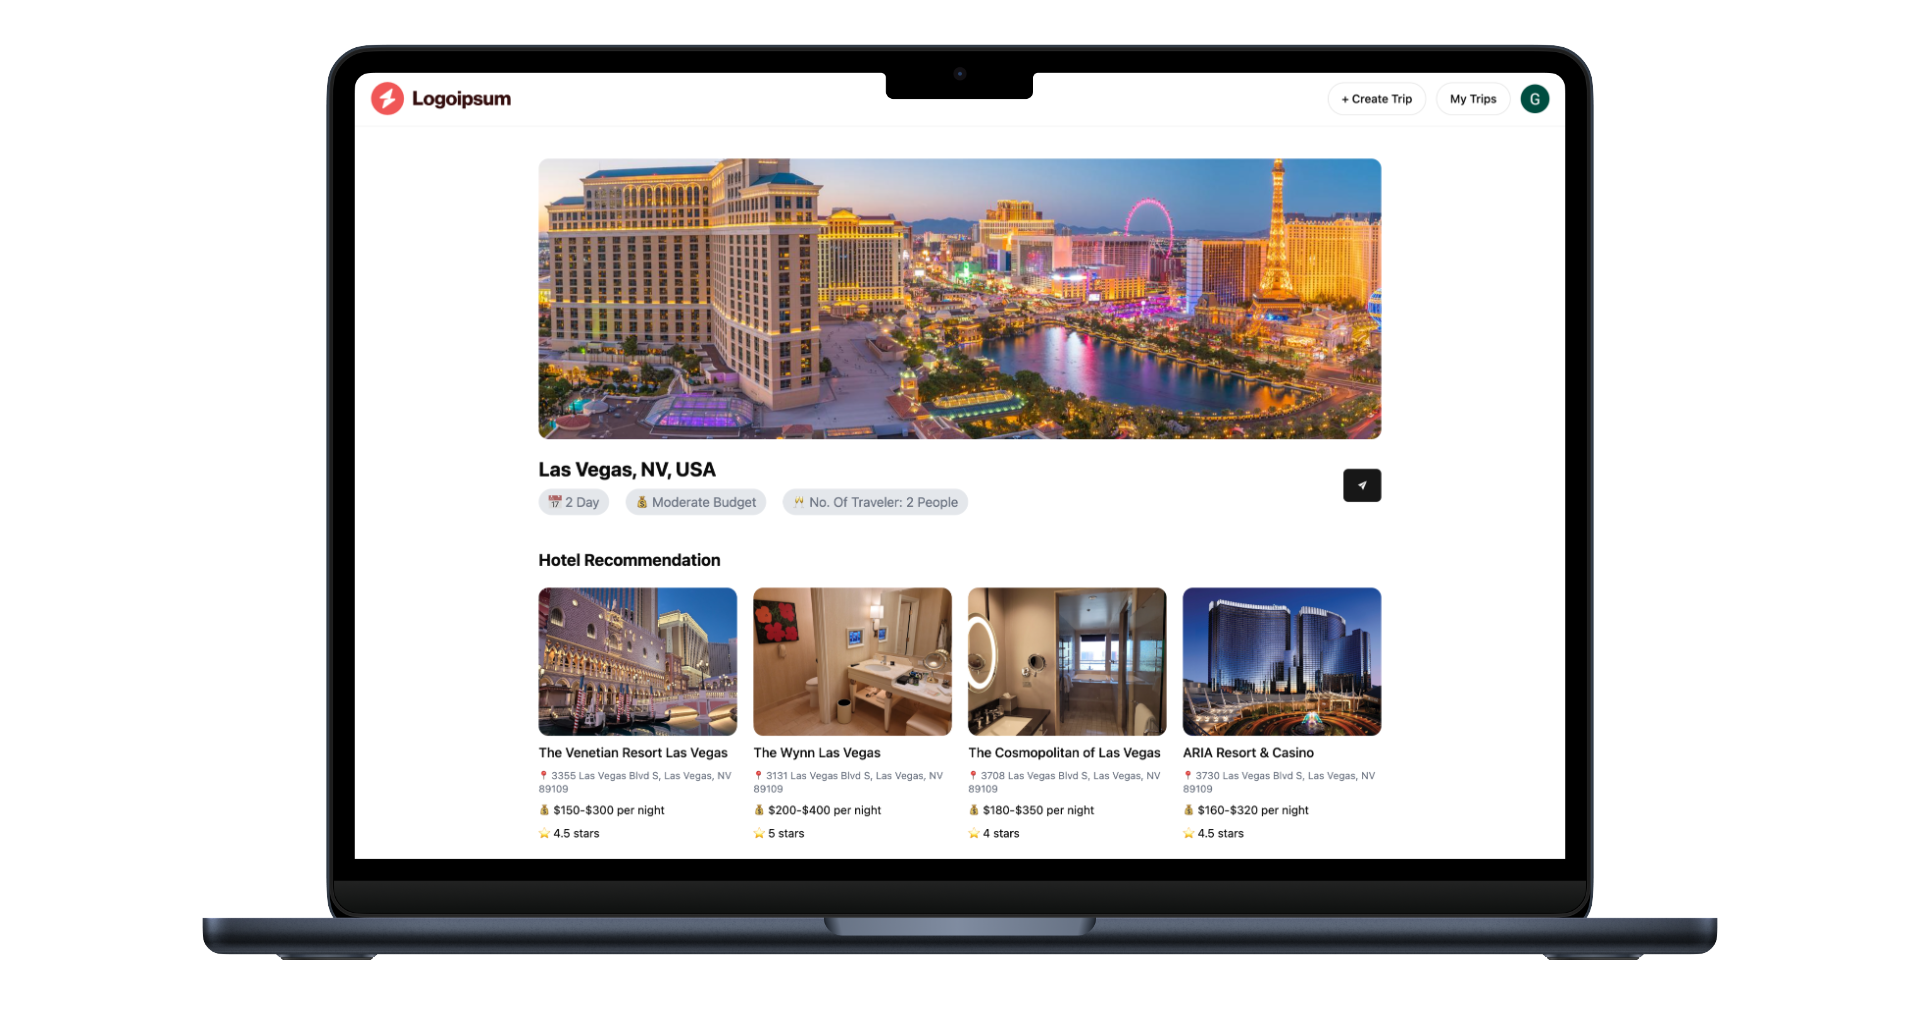 Logoipsum
+ Create Trip
My Trips
G
Las Vegas, NV, USA
2 Day
Moderate Budget
No. Of Traveler: 2 People
Hotel Recommendation
The Venetian Resort Las Vegas
3355 Las Vegas Blvd S, Las Vegas, NV
89109
$150-$300 per night
4.5 stars
The Wynn Las Vegas
3131 Las Vegas Blvd S, Las Vegas, NV
89109
$200-$400 per night
5 stars
The Cosmopolitan of Las Vegas
3708 Las Vegas Blvd S, Las Vegas, NV
89109
$180-$350 per night
4 stars
ARIA Resort & Casino
3730 Las Vegas Blvd S, Las Vegas, NV
89109
$160-$320 per night
4.5 stars